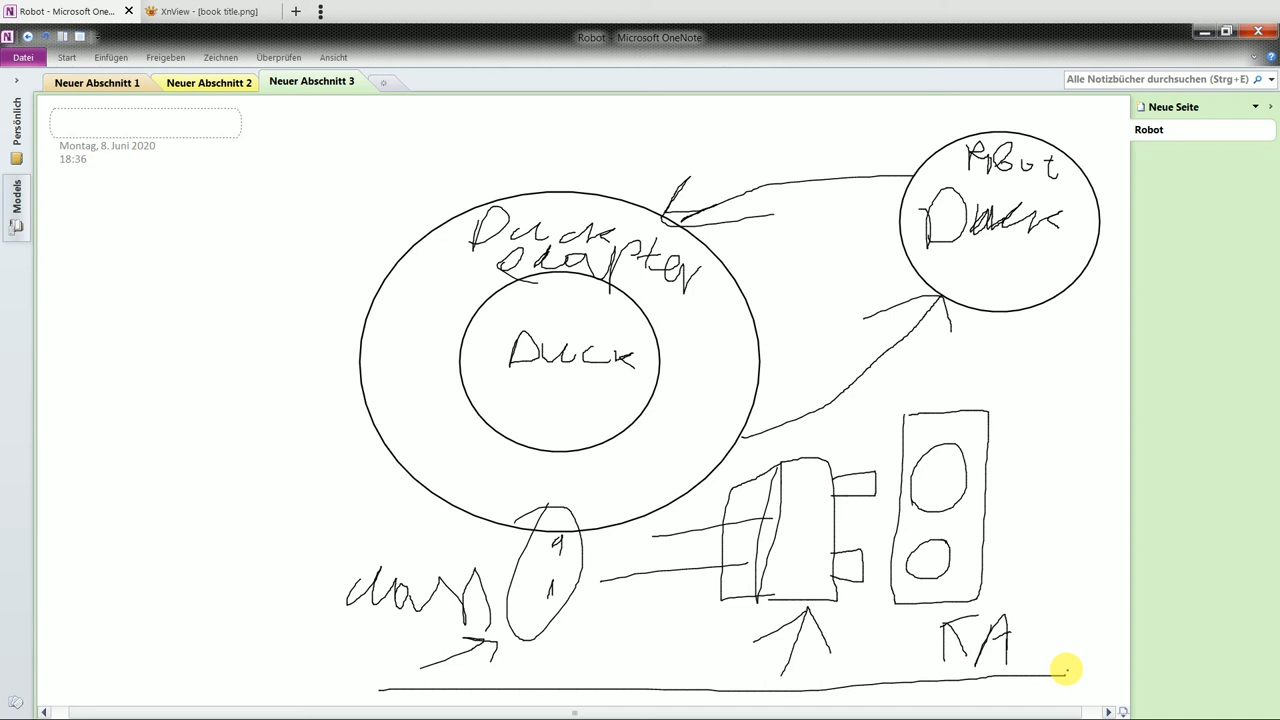 Robot - Microsoft One...
XnView - [book title.png]
Robot - Microsoft OneNote
Datei
Start
Einfügen
Freigeben
Zeichnen
Überprüfen
Ansicht
Neuer Abschnitt 1
Neuer Abschnitt 2
Neuer Abschnitt 3
Alle Notizbücher durchsuchen (Strg+E)
Persönlich
Models
Neue Seite
Robot
Montag, 8. Juni 2020
18:36
Robot
Duck
Duck
adapter
Duck